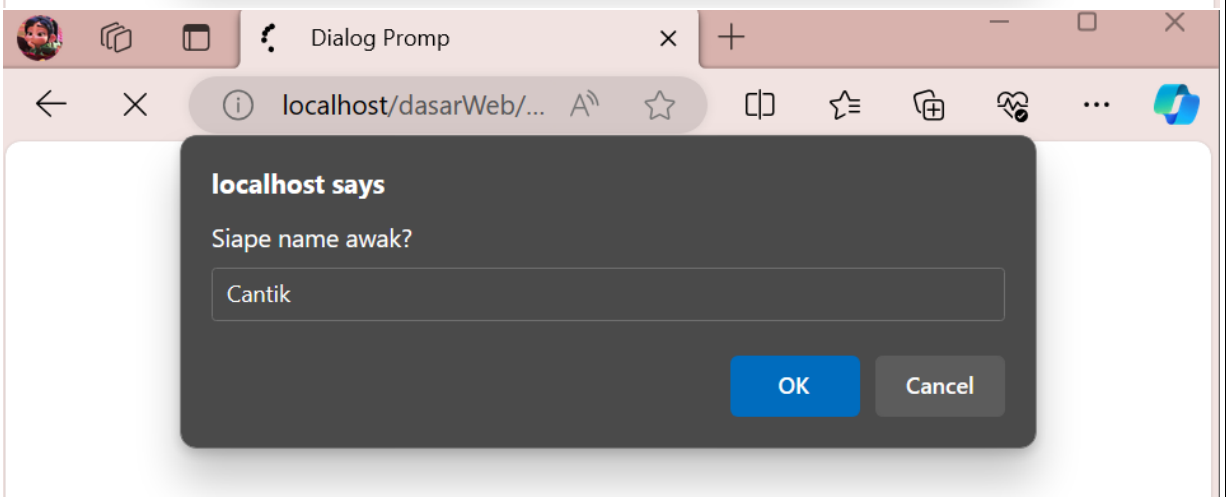 Dialog Promp
localhost/dasarWeb/...
localhost says
Siape name awak?
Cantik
OK Cancel